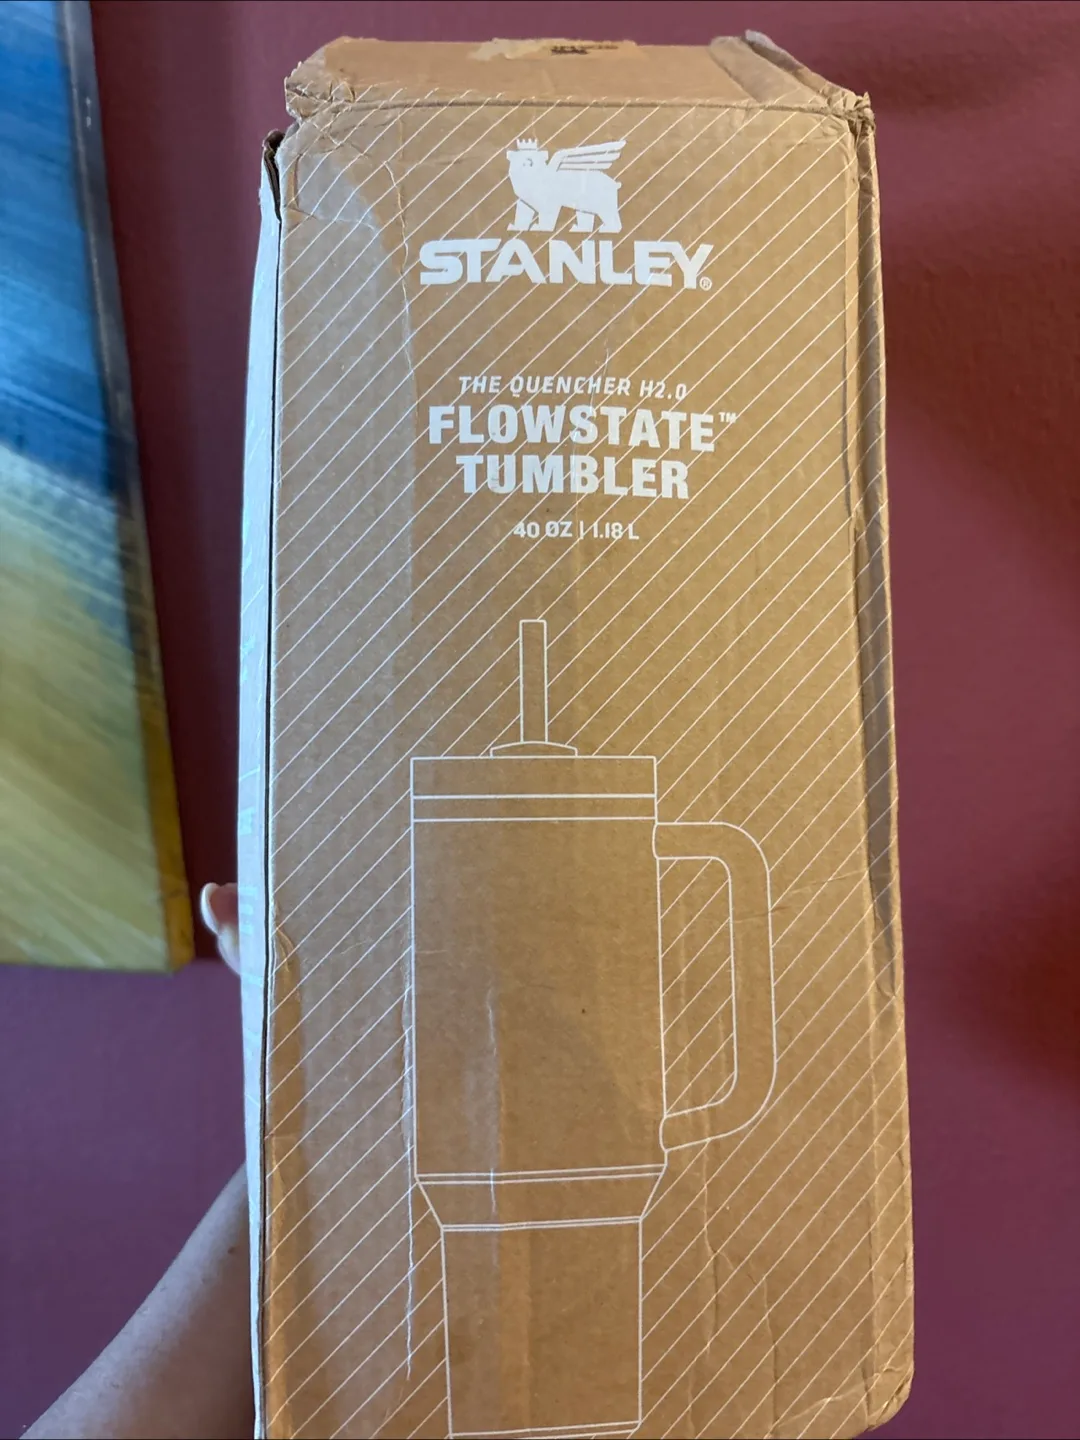 STANLEY®
THE QUENCHER H2.0
FLOWSTATE™
TUMBLER
40 OZ | 1.18 L